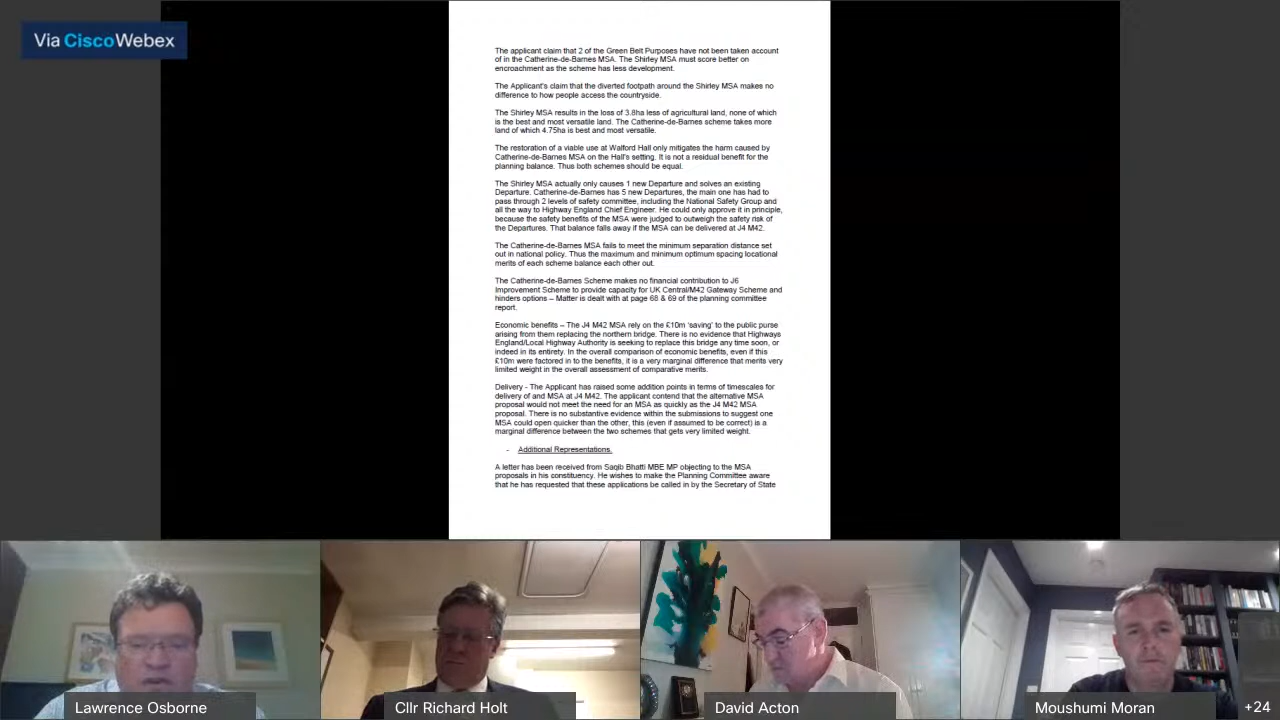 Via Cisco Webex
The applicant claim that 2 of the Green Belt Purposes have not been taken account
of in the Catherine-de-Barnes MSA. The Shirley MSA must score better on
encroachment as the scheme has less development.
The Applicant's claim that the diverted footpath around the Shirley MSA makes no
difference to how people access the countryside.
The Shirley MSA results in the loss of 3.8ha less of agricultural land, none of which
is the best and most versatile land. The Catherine-de-Barnes scheme takes more
land of which 4.75ha is best and most versatile.
The restoration of a viable use at Walford Hall only mitigates the harm caused by
Catherine-de-Barnes MSA on the Hall's setting. It is not a residual benefit for the
planning balance. Thus both schemes should be equal.
The Shirley MSA actually only causes 1 new Departure and solves an existing
Departure. Catherine-de-Barnes has 5 new Departures, the main one has had to
pass through 2 levels of safety committee, including the National Safety Group and
all the way to Highway England Chief Engineer. He could only approve it in principle,
because the safety benefits of the MSA were judged to outweigh the safety risk of
the Departures. That balance falls away if the MSA can be delivered at J4 M42.
The Catherine-de-Barnes MSA fails to meet the minimum separation distance set
out in national policy. Thus the maximum and minimum optimum spacing locational
merits of each scheme balance each other out.
The Catherine-de-Barnes Scheme makes no financial contribution to J6
Improvement Scheme to provide capacity for UK Central/M42 Gateway Scheme and
hinders options – Matter is dealt with at page 68 & 69 of the planning committee
report.
Economic benefits – The J4 M42 MSA rely on the £10m 'saving' to the public purse
arising from them replacing the northern bridge. There is no evidence that Highways
England/Local Highway Authority is seeking to replace this bridge any time soon, or
indeed in its entirety. In the overall comparison of economic benefits, even if this
£10m were factored in to the benefits, it is a very marginal difference that merits very
limited weight in the overall assessment of comparative merits.
Delivery - The Applicant has raised some addition points in terms of timescales for
delivery of and MSA at J4 M42. The applicant contend that the alternative MSA
proposal would not meet the need for an MSA as quickly as the J4 M42 MSA
proposal. There is no substantive evidence within the submissions to suggest one
MSA could open quicker than the other, this (even if assumed to be correct) is a
marginal difference between the two schemes that gets very limited weight.
- Additional Representations.
A letter has been received from Saqib Bhatti MBE MP objecting to the MSA
proposals in his constituency. He wishes to make the Planning Committee aware
that he has requested that these applications be called in by the Secretary of State
Lawrence Osborne
Cllr Richard Holt
David Acton
Moushumi Moran
+24